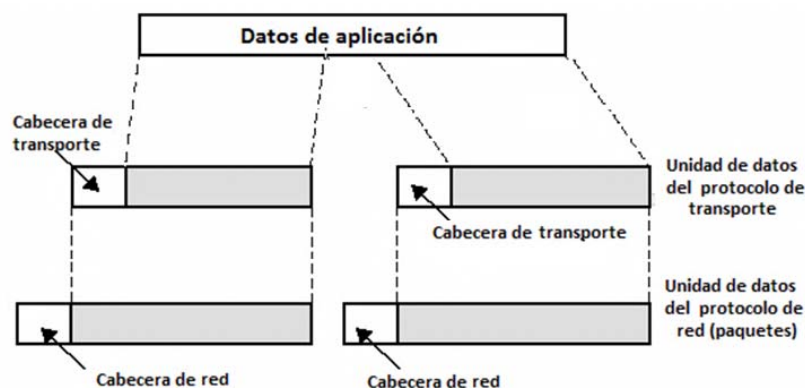 Datos de aplicación
Cabecera de
transporte
Unidad de datos
del protocolo de
transporte
Cabecera de transporte
Unidad de datos
del protocolo de
red (paquetes)
Cabecera de red
Cabecera de red